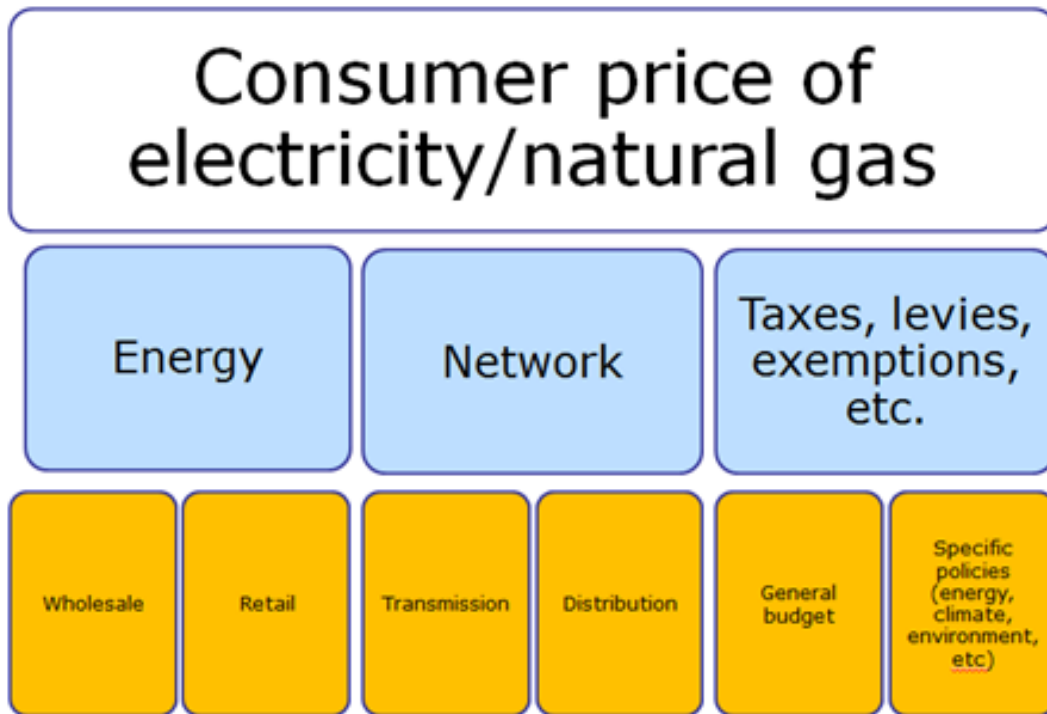 Consumer price of
electricity/natural gas
Energy
Network
Taxes, levies,
exemptions,
etc.
Wholesale
Retail
Transmission
Distribution
General
budget
Specific
policies
(energy,
climate,
environment,
etc)